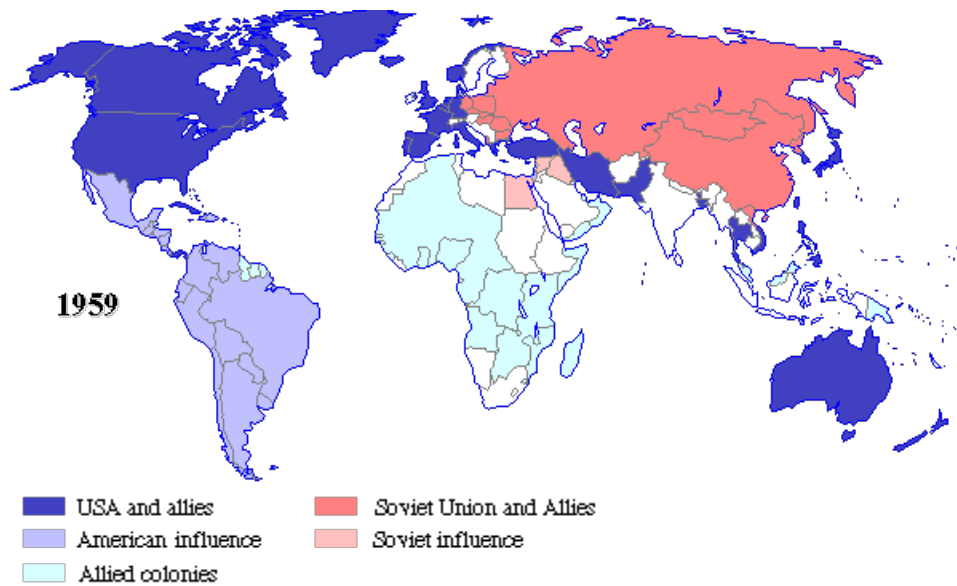 1959
USA and allies
American influence
Allied colonies
Soviet Union and Allies
Soviet influence